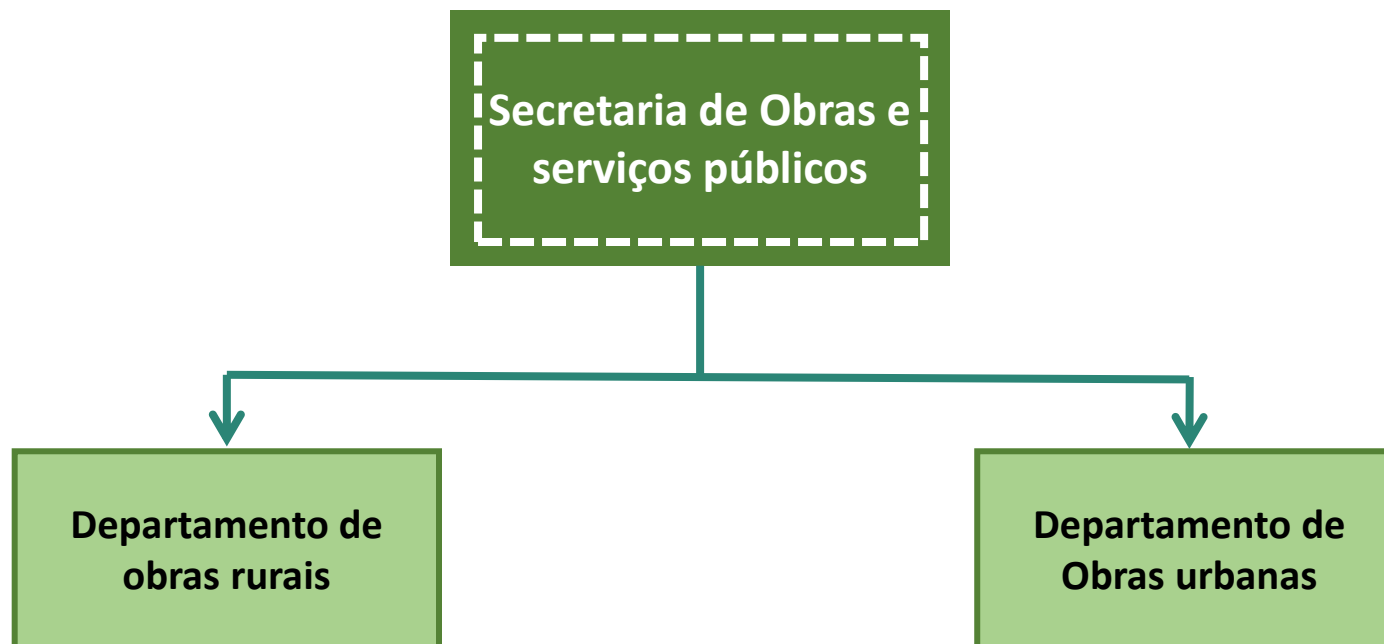 Secretaria de Obras e
serviços públicos
Departamento de
obras rurais
Departamento de
Obras urbanas